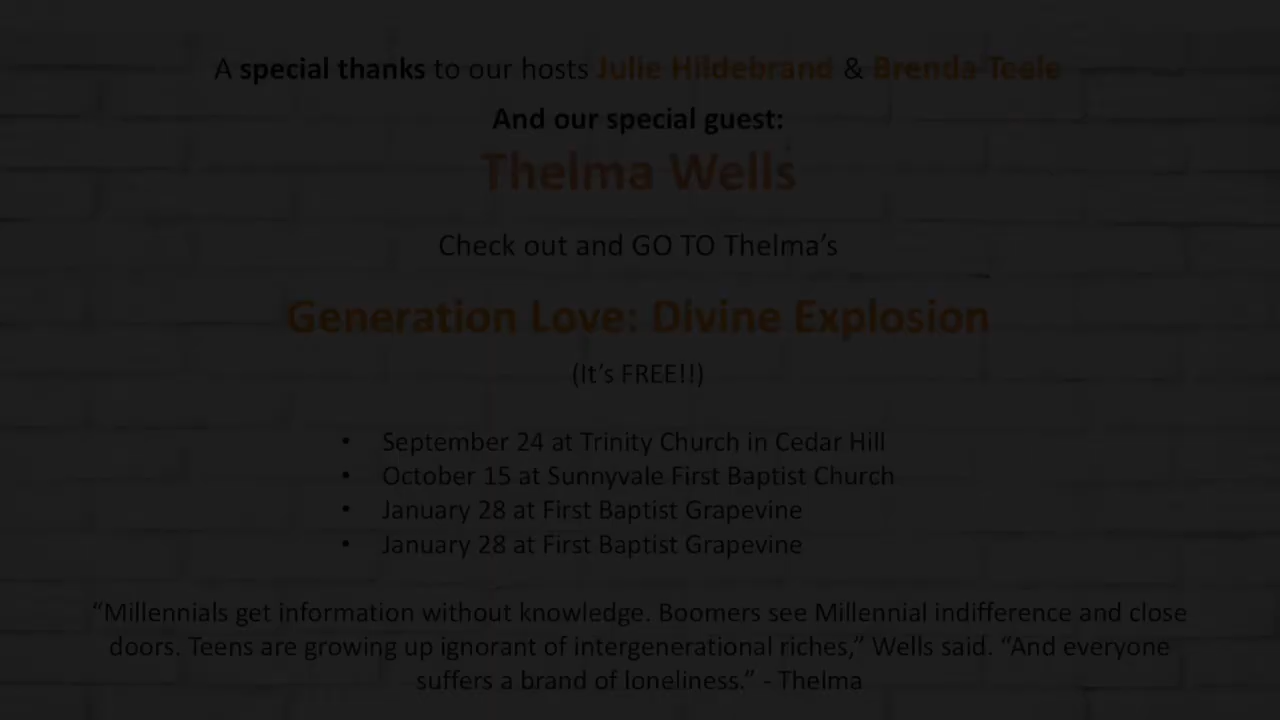 A special thanks to our hosts Julie Hildebrand & Brenda Teele
And our special guest:
Thelma Wells
Check out and GO TO Thelma’s
Generation Love: Divine Explosion
(It’s FREE!!)
• September 24 at Trinity Church in Cedar Hill
• October 15 at Sunnyvale First Baptist Church
• January 28 at First Baptist Grapevine
• January 28 at First Baptist Grapevine
“Millennials get information without knowledge. Boomers see Millennial indifference and close
doors. Teens are growing up ignorant of intergenerational riches,” Wells said. “And everyone
suffers a brand of loneliness.” - Thelma